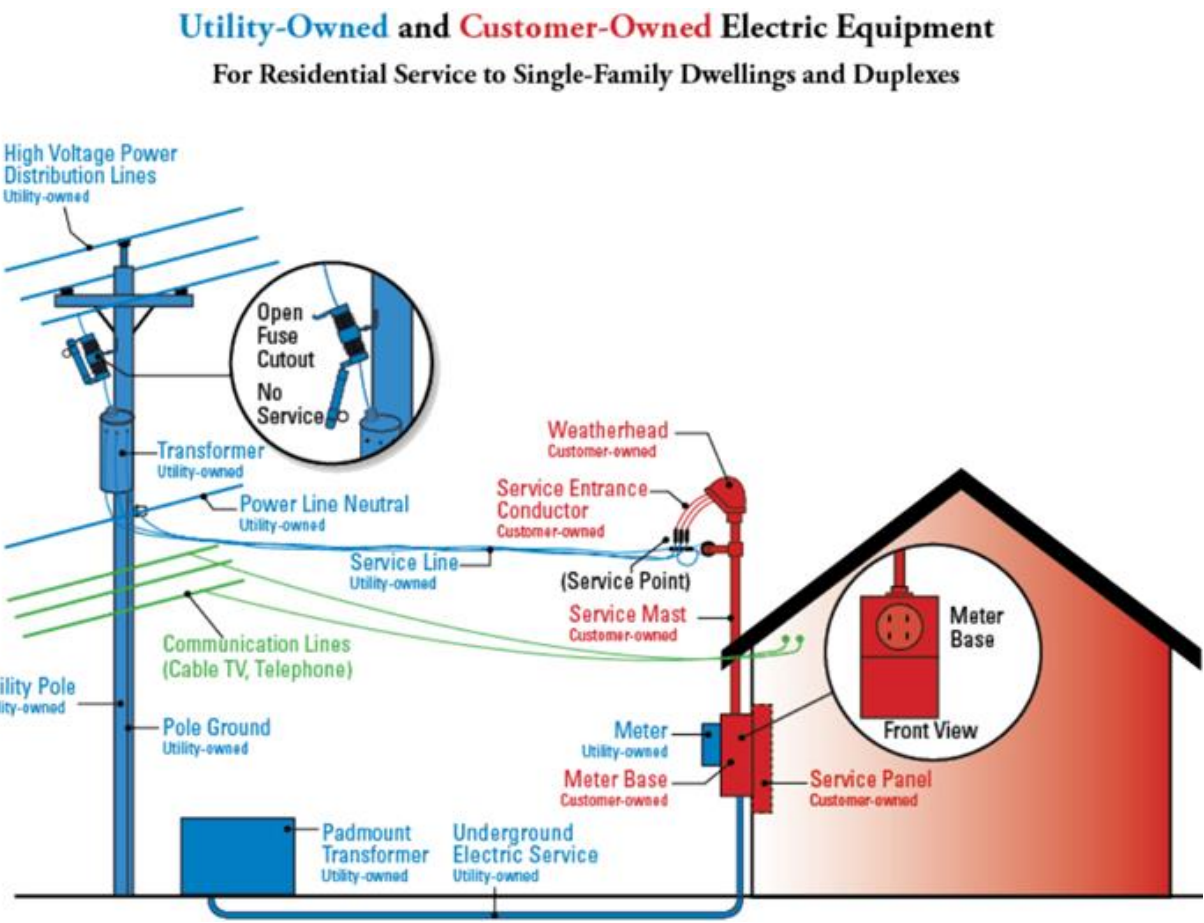 Utility-Owned and Customer-Owned Electric Equipment
For Residential Service to Single-Family Dwellings and Duplexes
High Voltage Power
Distribution Lines
Utility-owned
Open
Fuse
Cutout
No
Service
Transformer
Utility-owned
Power Line Neutral
Utility-owned
Weatherhead
Customer-owned
Service Entrance
Conductor
Customer-owned
Service Line
Utility-owned
(Service Point)
Service Mast
Customer-owned
Communication Lines
(Cable TV, Telephone)
Meter
Base
Front View
ility Pole
lity-owned
Pole Ground
Utility-owned
Meter
Utility-owned
Meter Base
Customer-owned
Service Panel
Customer-owned
Padmount
Transformer
Utility-owned
Underground
Electric Service
Utility-owned